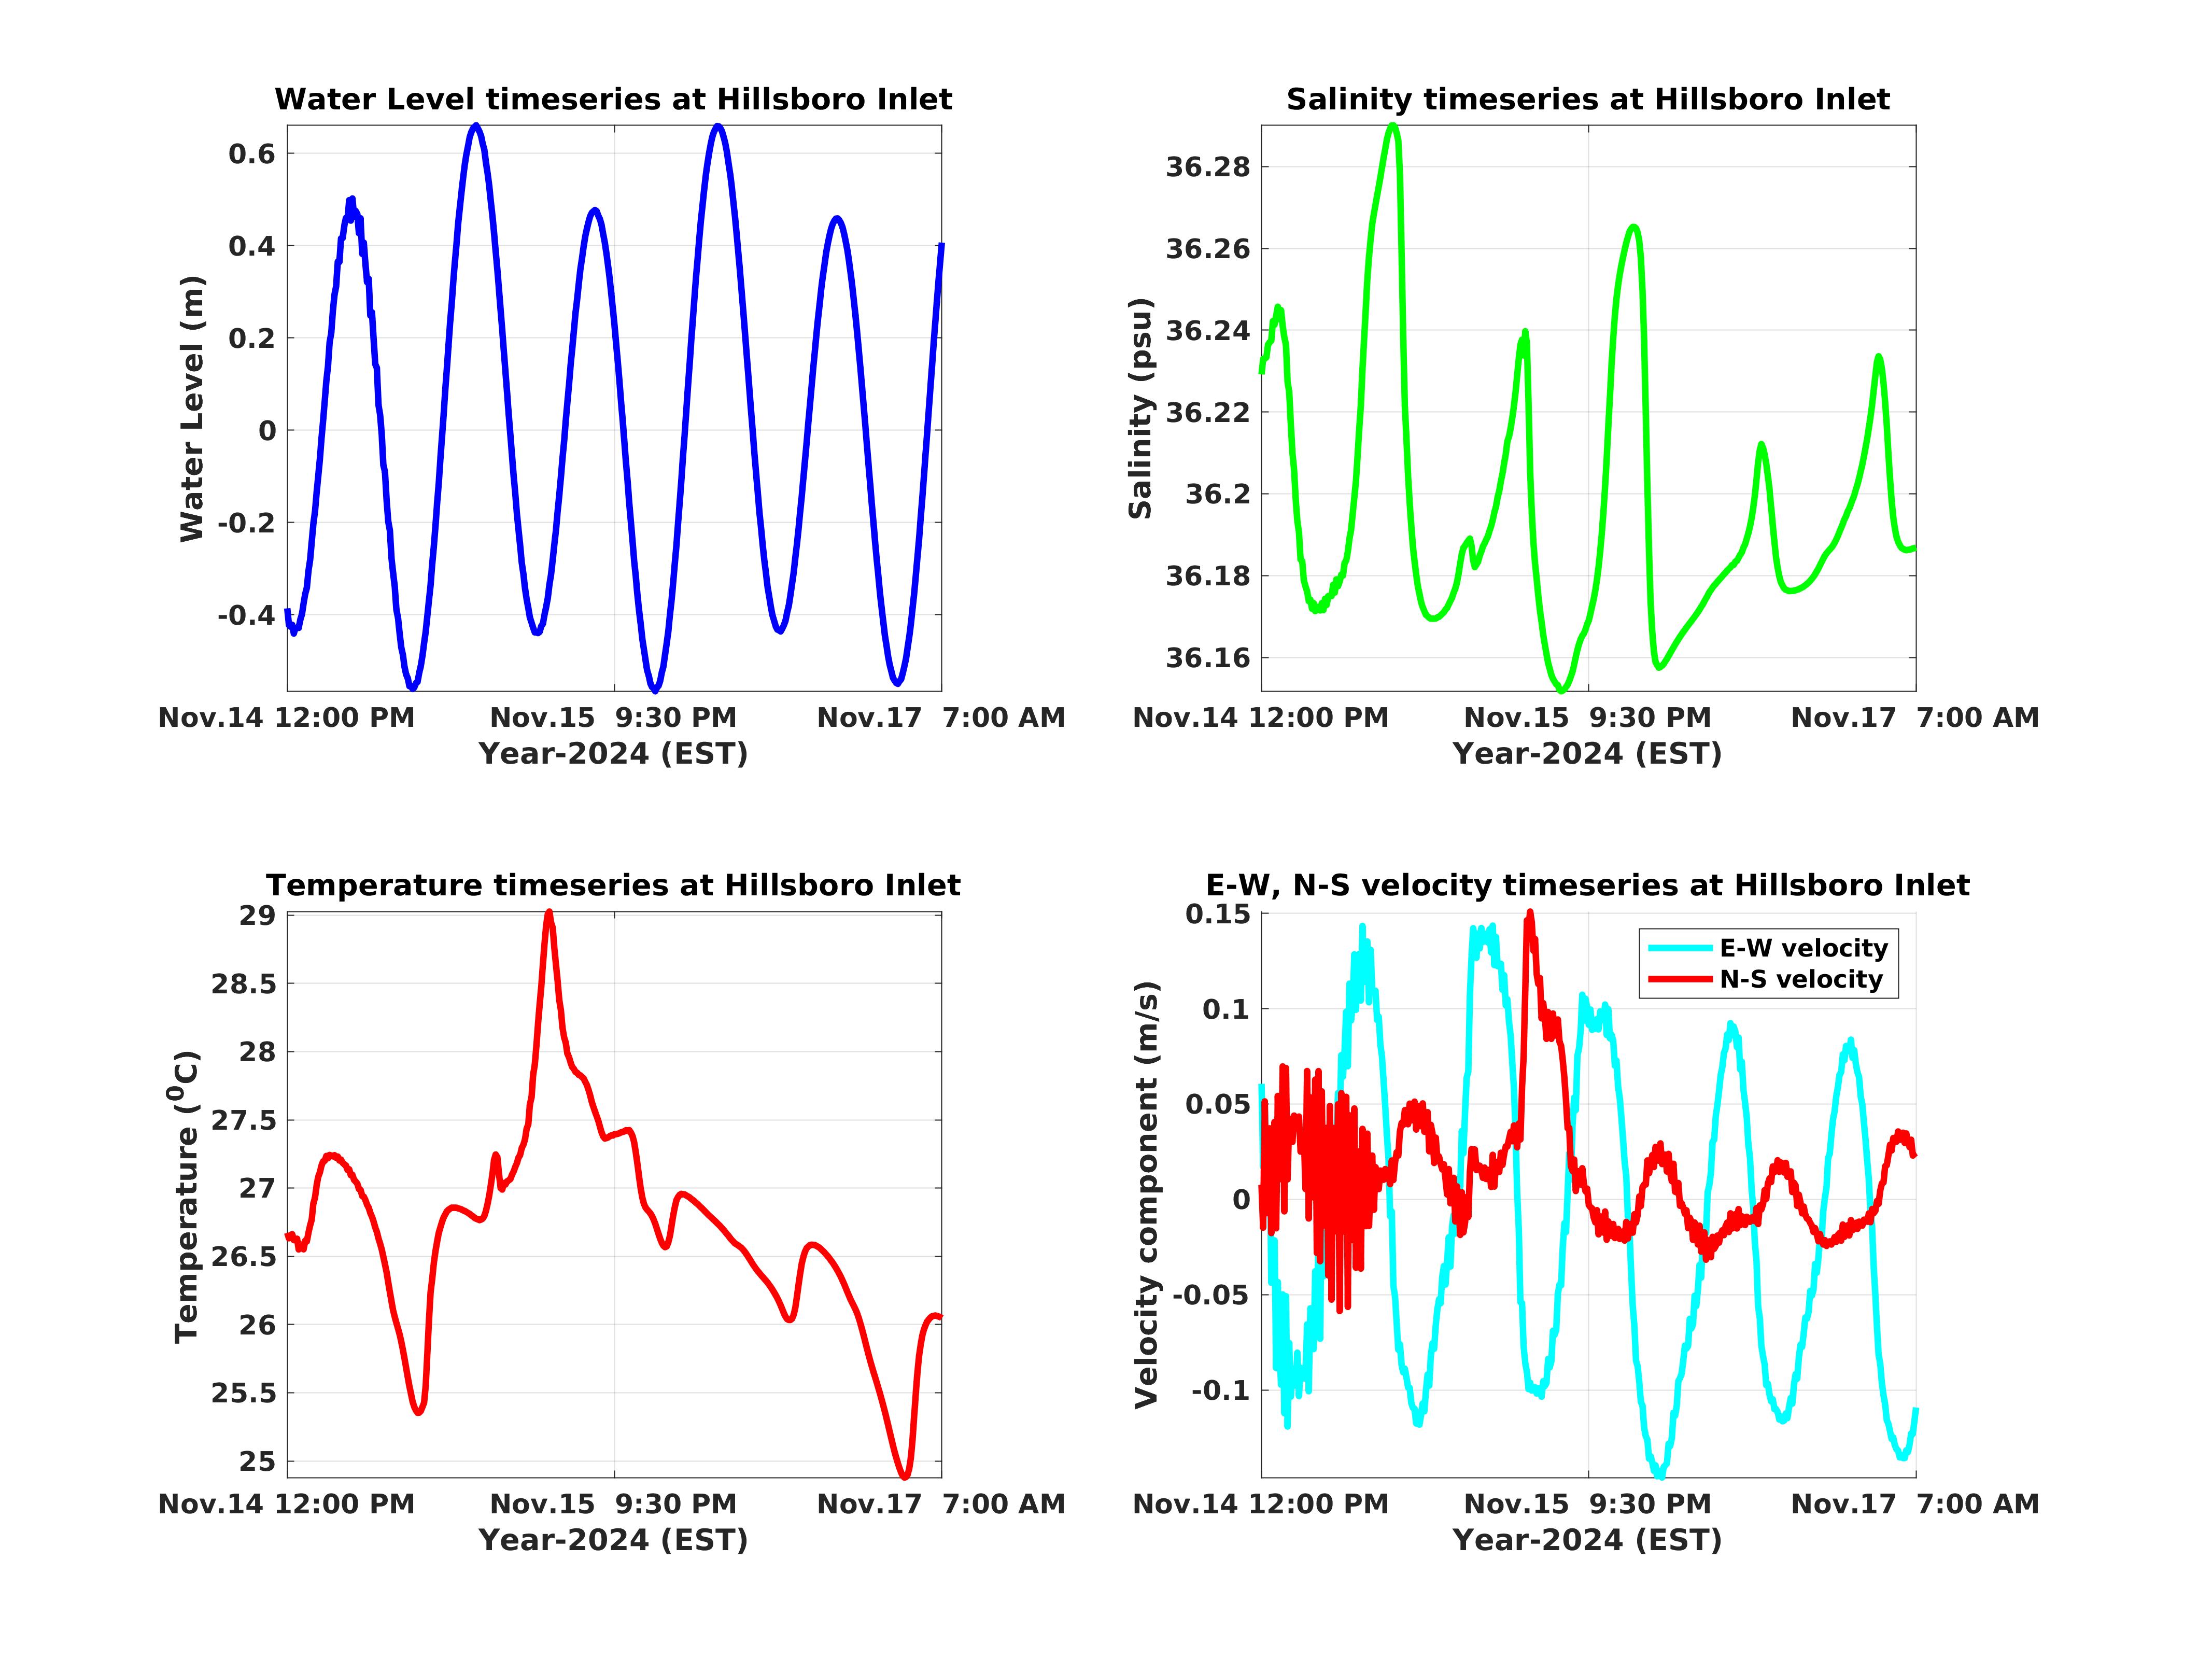 Water Level timeseries at Hillsboro Inlet
0.6
0.4
0.2
0
-0.2
-0.4
Water Level (m)
Nov.14 12:00 PM
Nov.15 9:30 PM
Nov.17 7:00 AM
Year-2024 (EST)
Salinity timeseries at Hillsboro Inlet
36.28
36.26
36.24
36.22
36.2
36.18
36.16
Salinity (psu)
Nov.14 12:00 PM
Nov.15 9:30 PM
Nov.17 7:00 AM
Year-2024 (EST)
Temperature timeseries at Hillsboro Inlet
29
28.5
28
27.5
27
26.5
26
25.5
25
Temperature (⁰C)
Nov.14 12:00 PM
Nov.15 9:30 PM
Nov.17 7:00 AM
Year-2024 (EST)
E-W, N-S velocity timeseries at Hillsboro Inlet
0.15
0.1
0.05
0
-0.05
-0.1
Velocity component (m/s)
E-W velocity
N-S velocity
Nov.14 12:00 PM
Nov.15 9:30 PM
Nov.17 7:00 AM
Year-2024 (EST)